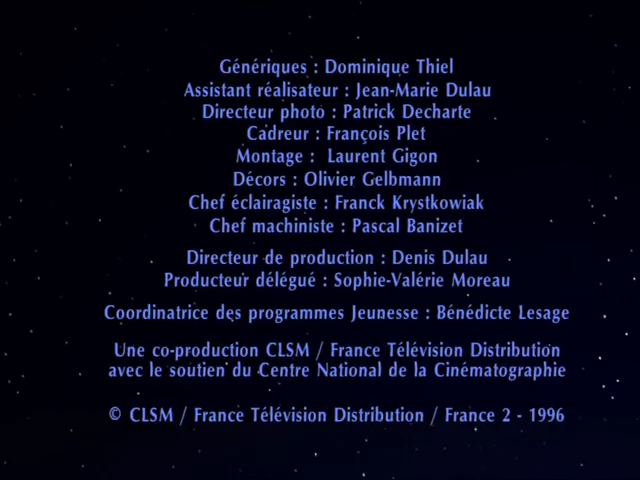 Génériques : Dominique Thiel
Assistant réalisateur : Jean-Marie Dulau
Directeur photo : Patrick Decharte
Cadreur : François Plet
Montage : Laurent Gigon
Décors : Olivier Gelbmann
Chef éclairagiste : Franck Krystkowiak
Chef machiniste : Pascal Banizet
Directeur de production : Denis Dulau
Producteur délégué : Sophie-Valérie Moreau
Coordinatrice des programmes Jeunesse : Bénédicte Lesage
Une co-production CLSM / France Télévision Distribution
avec le soutien du Centre National de la Cinématographie
© CLSM / France Télévision Distribution / France 2 - 1996